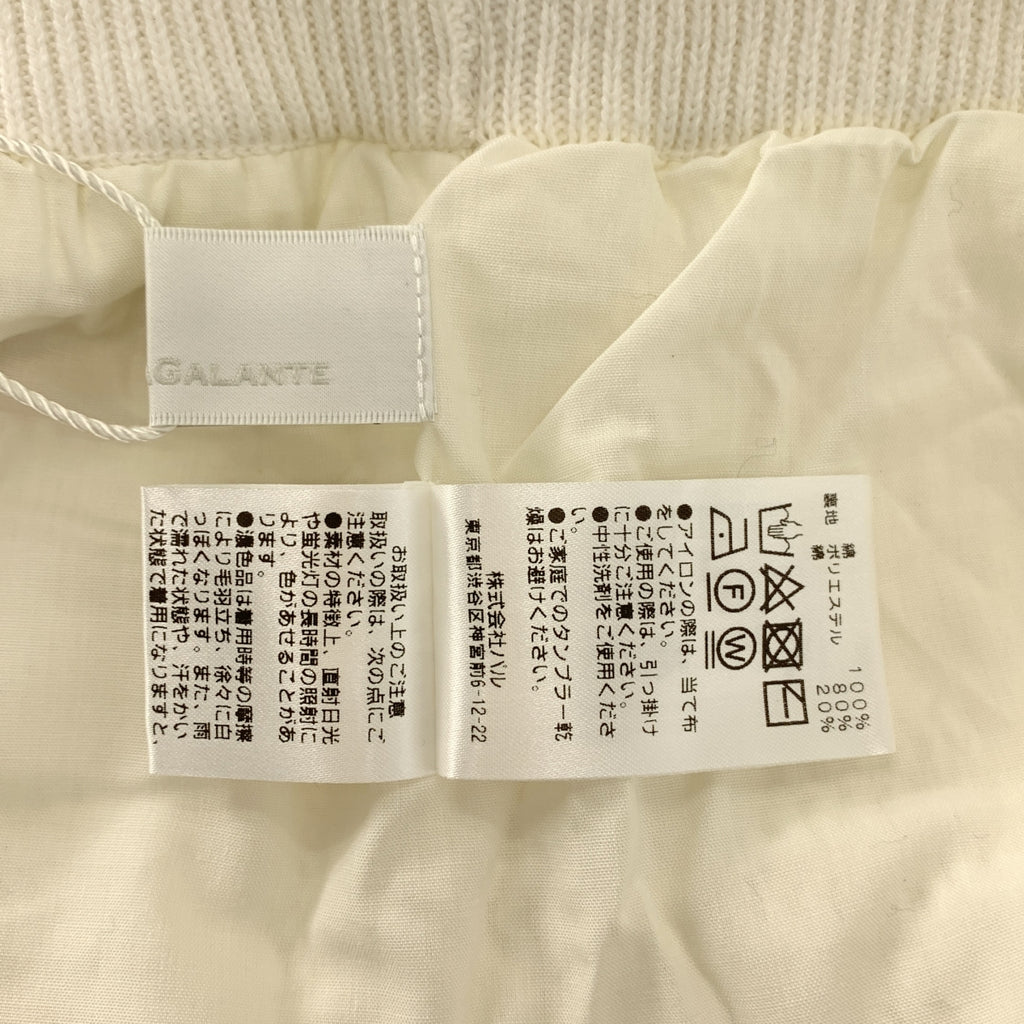 GALANTE
綿 100%
裏地 ポリエステル 80%
綿 20%
F
W
●アイロンの際は、当て布
をしてください。
●ご使用の際は、引っ掛け
に十分ご注意ください。
●中性洗剤をご使用くださ
い。
●ご家庭でのタンブラー乾
燥はお避けください。
株式会社パル
東京都渋谷区神宮前6-12-22
お取扱い上のご注意
取扱いの際は、次の点にご
注意ください。
●素材の特徴上、直射日光
や蛍光灯の長時間の照射に
より、色があせることがあ
ります。
●濃色品は着用時等の摩擦
により毛羽立ち、徐々に白
っぽくなります。また、雨
で濡れた状態や、汗をかい
た状態で着用になりますと、